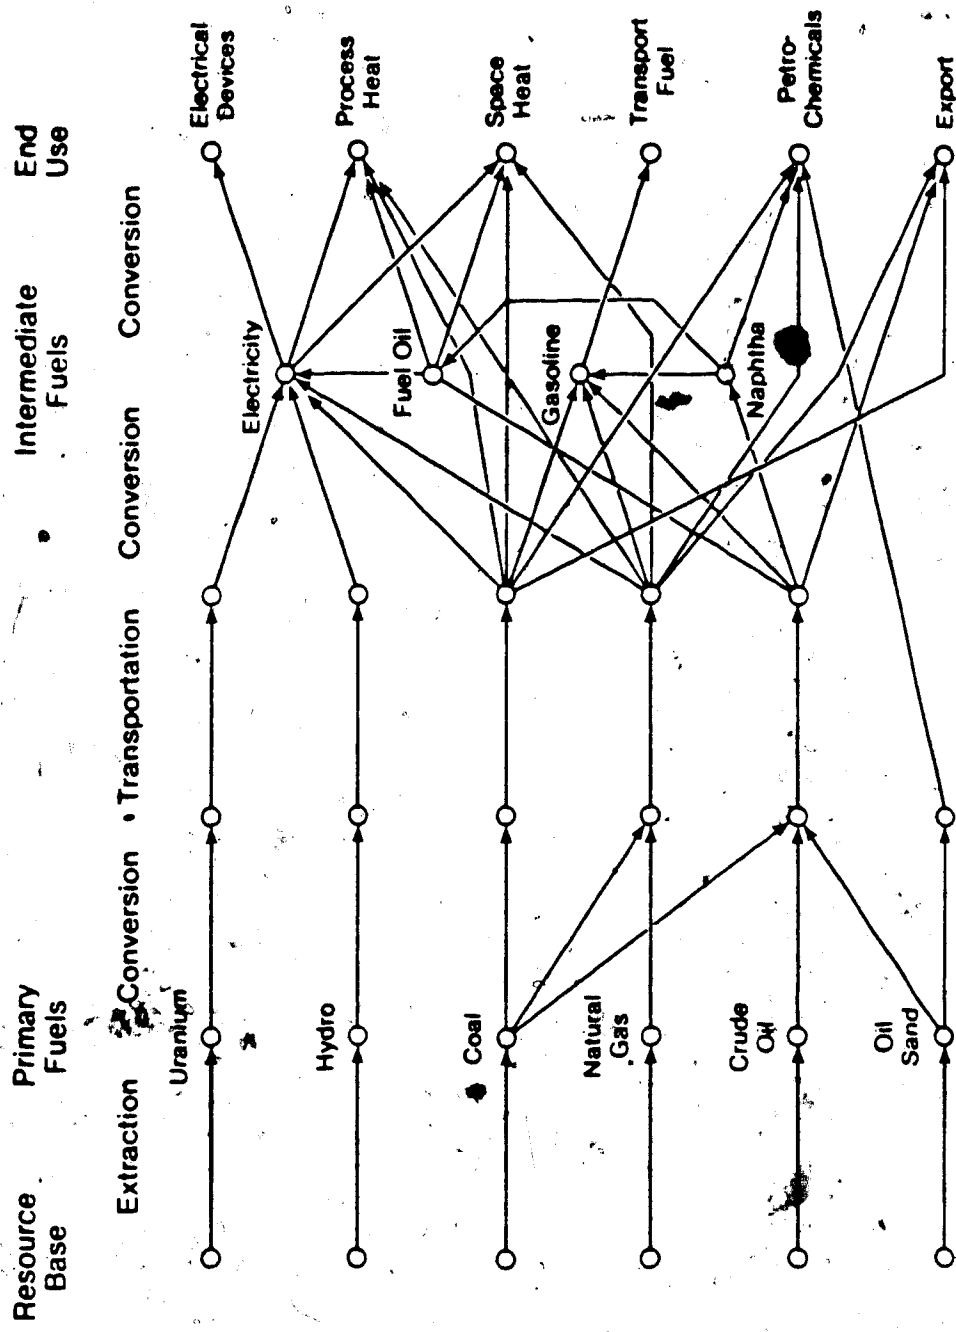 Resource
Base
Primary
Fuels
Intermediate
Fuels
End
Use
Extraction
Conversion
Transportation
Conversion
Conversion
Uranium
Hydro
Coal
Natural
Gas
Crude
Oil
Oil
Sand
Electricity
Fuel Oil
Gasoline
Naphtha
Electrical
Devices
Process
Heat
Space
Heat
Transport
Fuel
Petro-
Chemicals
Export